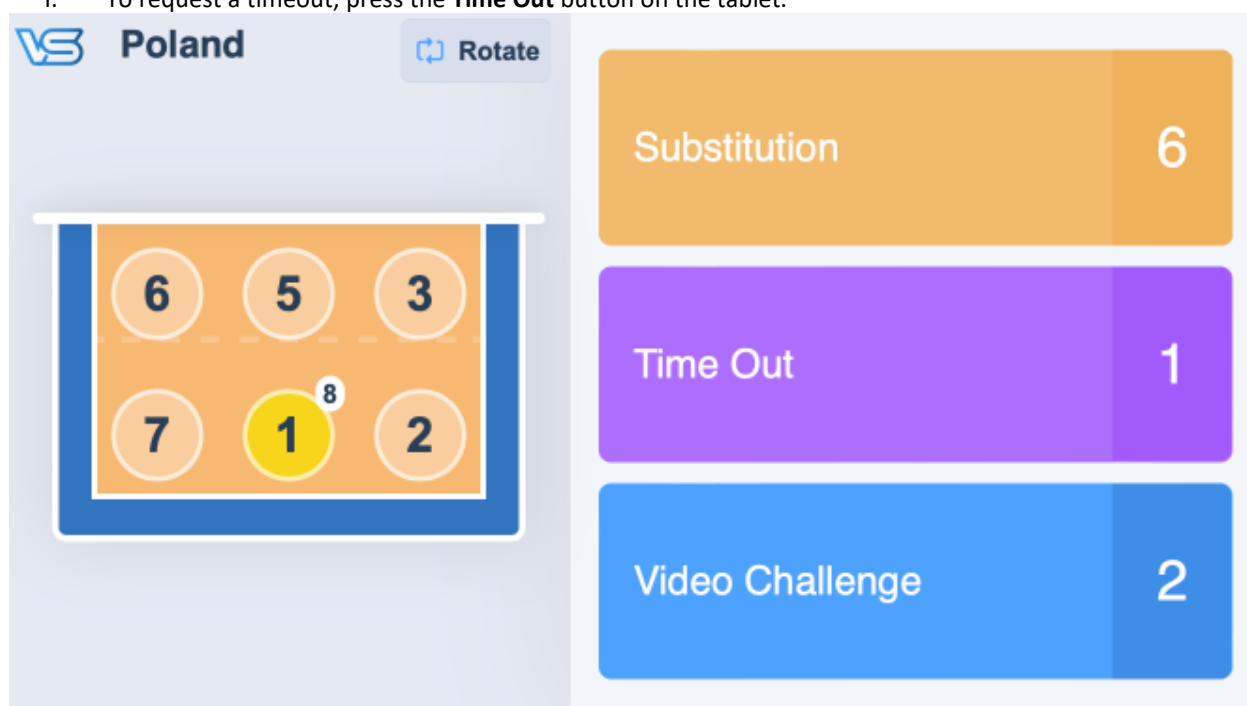 To request a timeout, press the Time Out button on the tablet.
VS Poland Rotate
Substitution 6
6 5 3
Time Out 1
8
7 1 2
Video Challenge 2